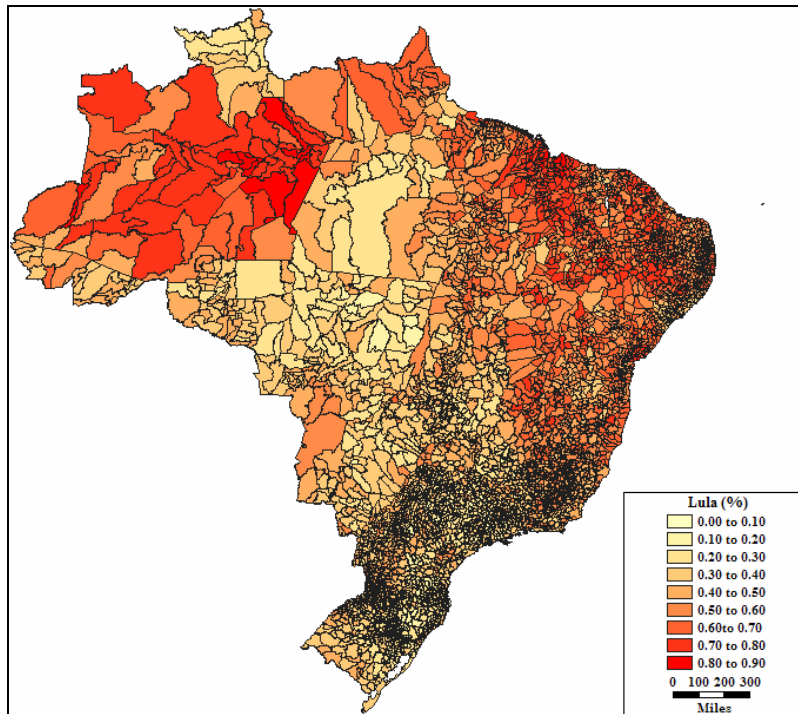 Lula (%)
0.00 to 0.10
0.10 to 0.20
0.20 to 0.30
0.30 to 0.40
0.40 to 0.50
0.50 to 0.60
0.60to 0.70
0.70 to 0.80
0.80 to 0.90
0 100 200 300
Miles